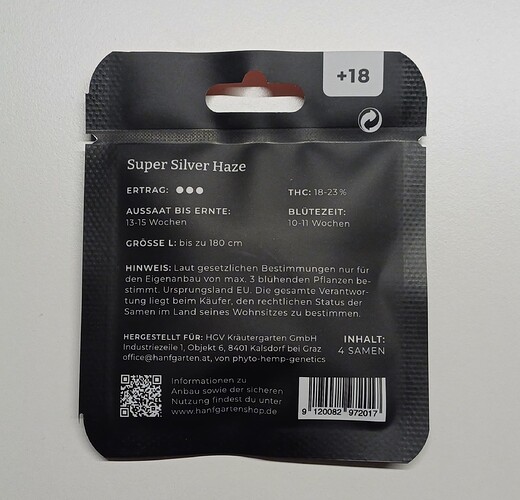 +18
Super Silver Haze
ERTRAG: ●●●
THC: 18-23 %
AUSSAAT BIS ERNTE:
13-15 Wochen
BLÜTEZEIT:
10-11 Wochen
GRÖSSE L: bis zu 180 cm
HINWEIS: Laut gesetzlichen Bestimmungen nur für
den Eigenanbau von max. 3 blühenden Pflanzen be-
stimmt. Ursprungsland EU. Die gesamte Verantwor-
tung liegt beim Käufer, den rechtlichen Status der
Samen im Land seines Wohnsitzes zu bestimmen.
HERGESTELLT FÜR: HGV Kräutergarten GmbH
Industriezeile 1, Objekt 6, 8401 Kalsdorf bei Graz
office@hanfgarten.at, von phyto-hemp-genetics
INHALT:
4 SAMEN
Informationen zu
Anbau sowie der sicheren
Nutzung findest du unter
www.hanfgartenshop.de
9 120082 972017